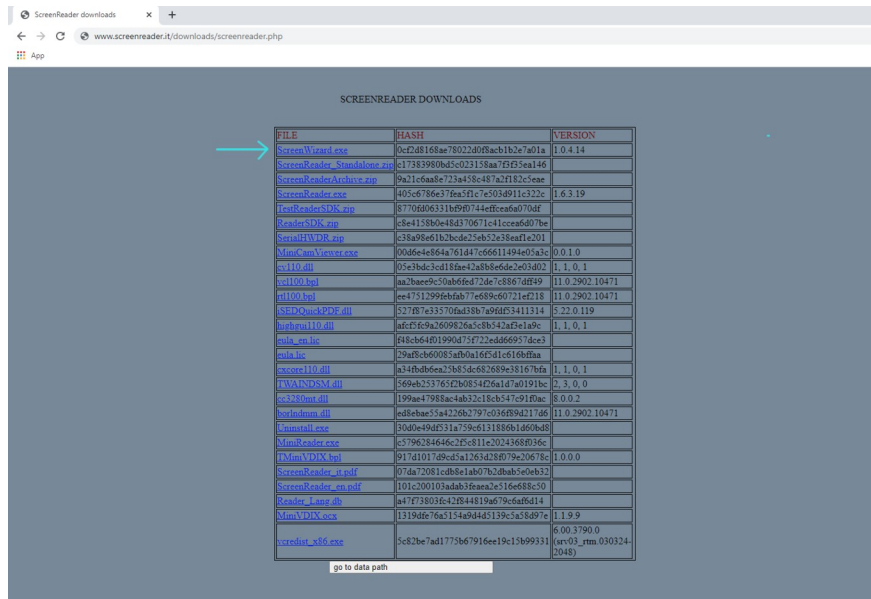 ScreenReader downloads
www.screenreader.it/downloads/screenreader.php
App
SCREENREADER DOWNLOADS
FILE HASH VERSION
ScreenWizard.exe 0cf2d8168ae78022d0f8acb1b2e7a01a 1.0.4.14
ScreenReader_Standalone.zip c17383980bd5c023158aa7f3f35ea146
ScreenReaderArchive.zip 9a21c6aa8e723a458c487a2f182c5eae
ScreenReader.exe 405c6786e37fea5f1c7e503d911c322c 1.6.3.19
TestReaderSDK.zip 8770fd06331bf9f0744effcea6a070df
ReaderSDK.zip c8e4158b0e48d370671c41ccea6d07be
SerialHWDR.zip c38a98e61b2bcde25eb52e38eaf1e201
MiniCamViewer.exe 00d6e4e864a761d47c66611494e05a3c 0.0.1.0
cv110.dll 05e3bdc3cd18fae42a8b8e6de2e03d02 1, 1, 0, 1
vcl100.bpl aa2baee9c50ab6fed72de7c8867dff49 11.0.2902.10471
rtl100.bpl ee4751299febfab77e689c60721ef218 11.0.2902.10471
iSEDQuickPDF.dll 527f87e33570fad38b7a9fdf53411314 5.22.0.119
highgui110.dll afcf5fc9a2609826a5c8b542af3e1a9c 1, 1, 0, 1
eula_en.lic f48cb64f01990d75f722edd66957dce3
eula.lic 29af8cb60085afb0a16f5d1c616bffaa
cxcore110.dll a34fbdb6ea25b85dc682689e38167bfa 1, 1, 0, 1
TWAINDSM.dll 569eb253765f2b0854f26a1d7a0191bc 2, 3, 0, 0
cc3280mt.dll 199ae47988ac4ab32c18cb547c91f0ac 8.0.0.2
borlndmm.dll ed8ebae55a4226b2797c036f89d217d6 11.0.2902.10471
Uninstall.exe 30d0e49df531a759c6131886b1d60bd8
MiniReader.exe c5796284646c2f5c811e2024368f036c
TMiniVDIX.bpl 917d1017d9cd5a1263d28f079e20678c 1.0.0.0
ScreenReader_it.pdf 07da72081cdb8e1ab07b2dbab5e0eb32
ScreenReader_en.pdf 101c200103adab3feaea2e516e688c50
Reader_Lang.db a47f73803fc42f844819a679c6af6d14
MiniVDIX.ocx 1319dfe76a5154a9d4d5139c5a58d97e 1.1.9.9
vcredist_x86.exe 5c82be7ad1775b67916ee19c15b99331 6.00.3790.0
(srv03_rtm.030324-
2048)
go to data path